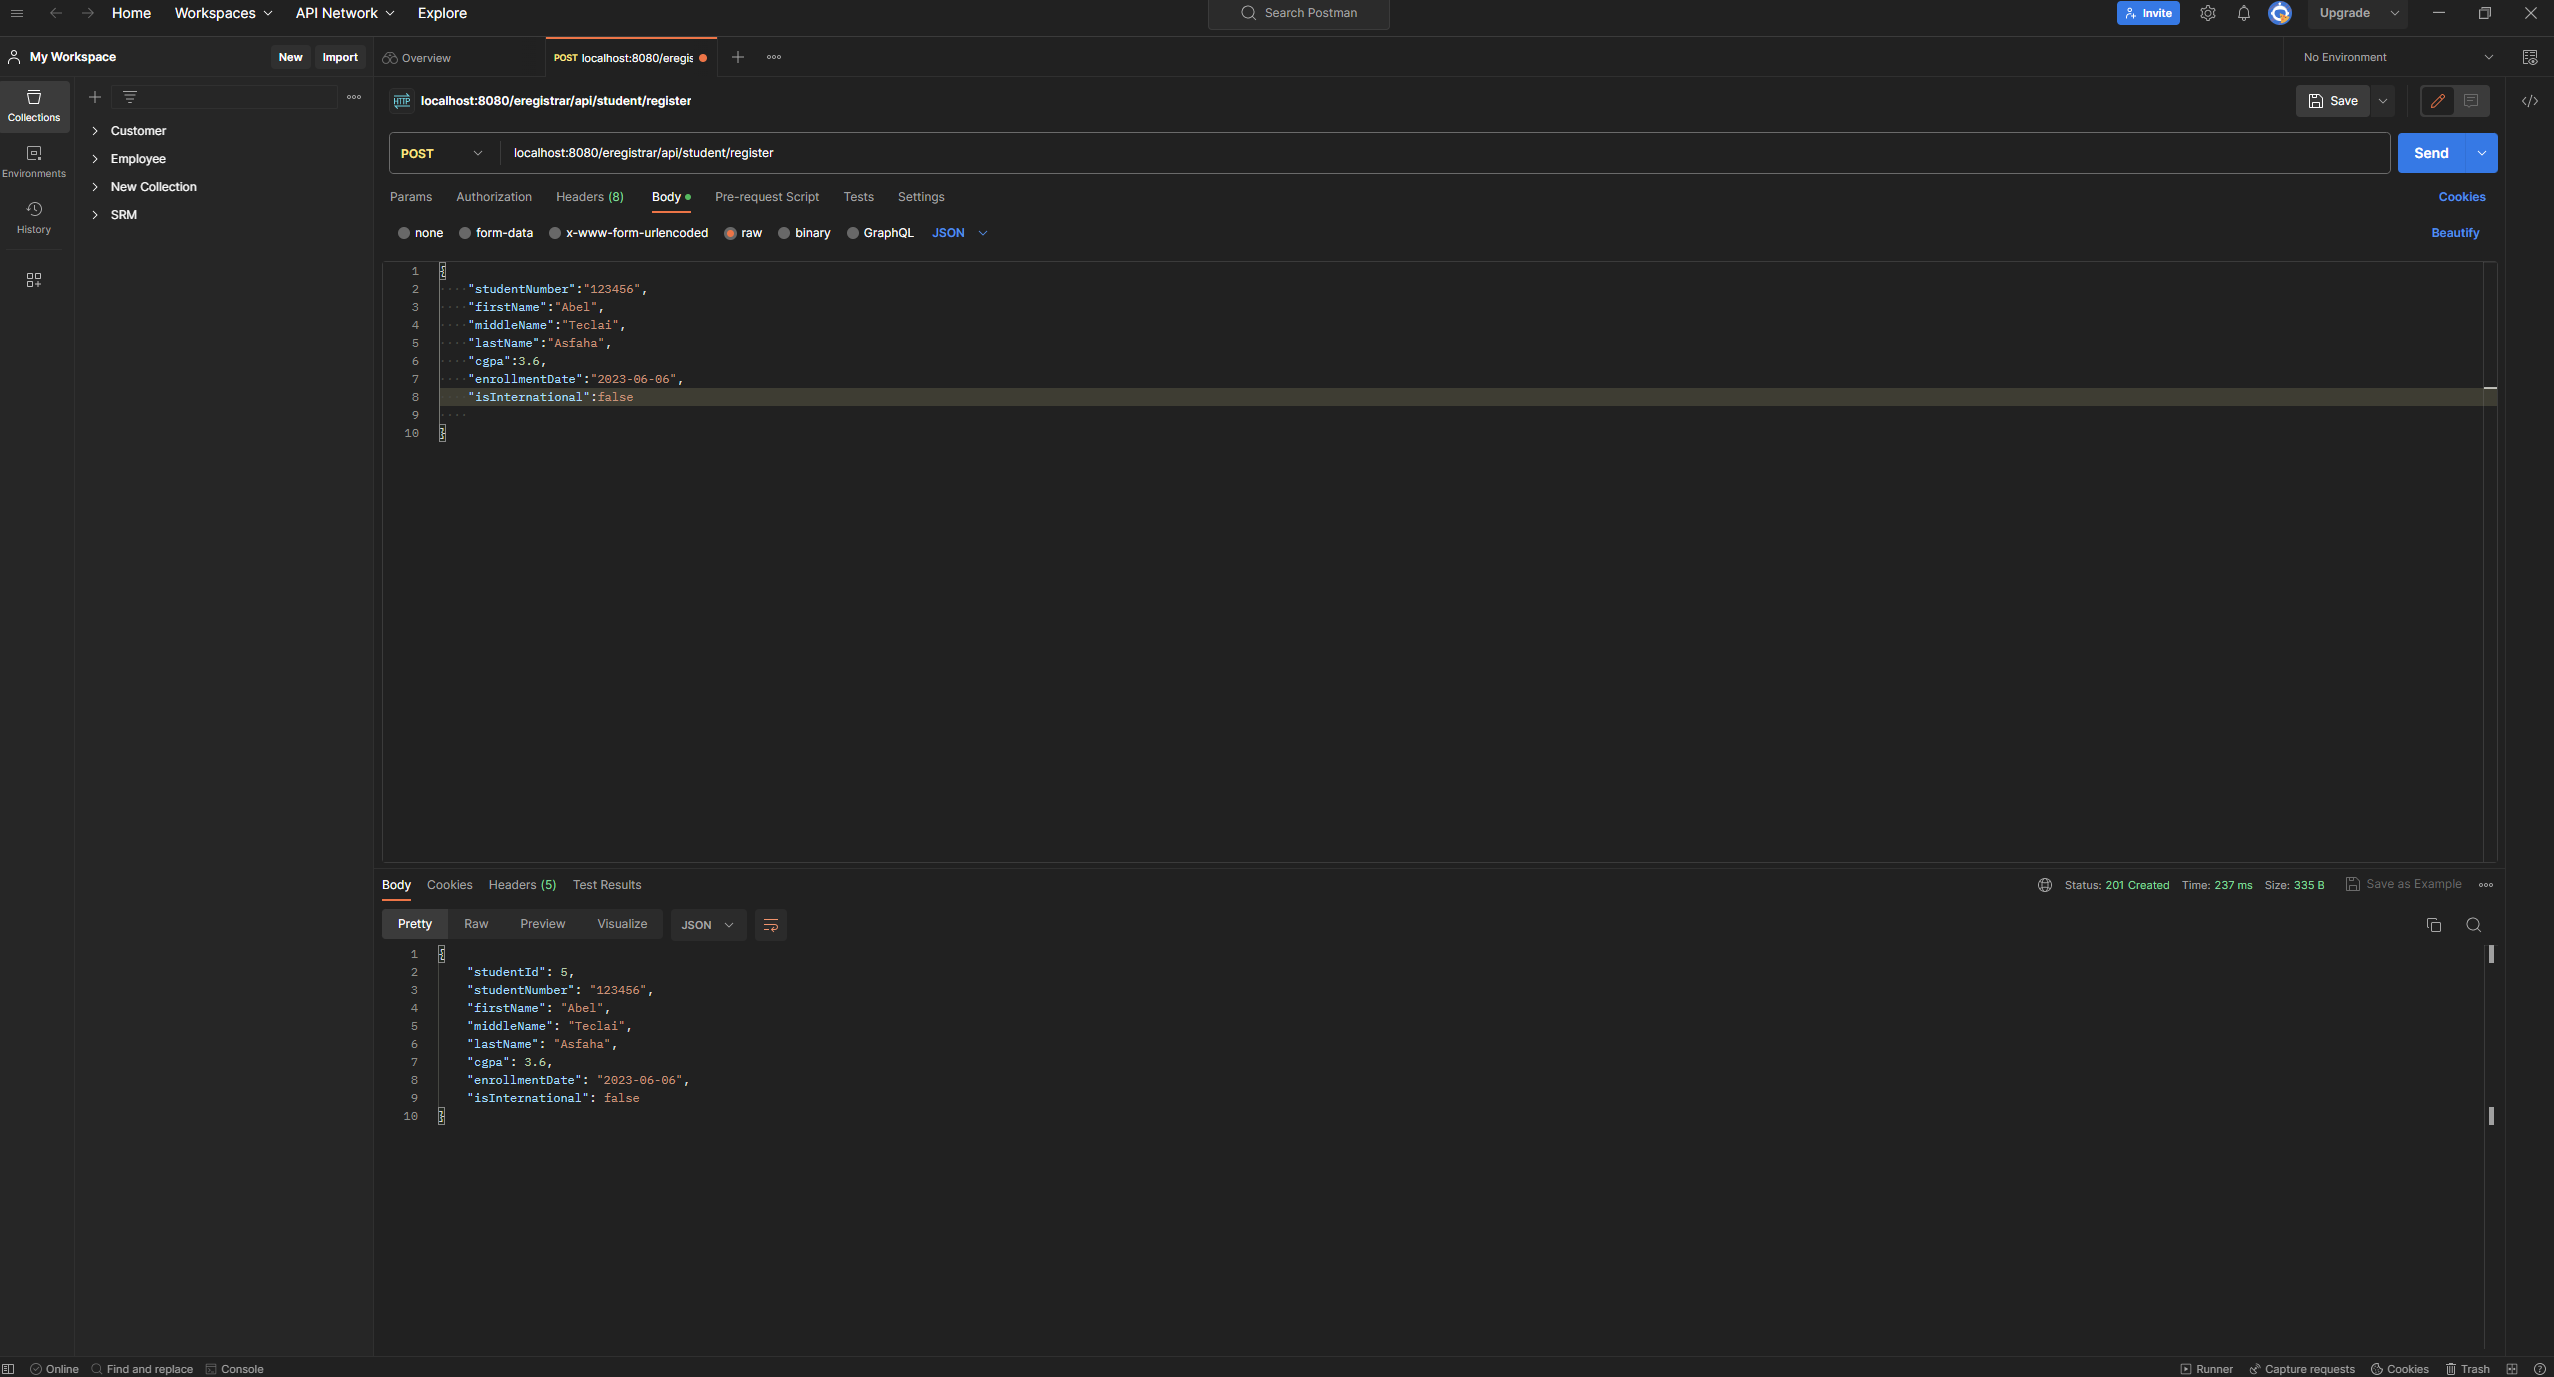 Home Workspaces API Network Explore Search Postman Invite Upgrade
My Workspace New Import Overview POST localhost:8080/eregis No Environment
Collections
Environments
History
Customer
Employee
New Collection
SRM
HTTP localhost:8080/eregistrar/api/student/register Save
POST localhost:8080/eregistrar/api/student/register Send
Params Authorization Headers (8) Body Pre-request Script Tests Settings Cookies
none form-data x-www-form-urlencoded raw binary GraphQL JSON Beautify
1 {
2 "studentNumber":"123456",
3 "firstName":"Abel",
4 "middleName":"Teclai",
5 "lastName":"Asfaha",
6 "cgpa":3.6,
7 "enrollmentDate":"2023-06-06",
8 "isInternational":false
9
10 }
Body Cookies Headers (5) Test Results Status: 201 Created Time: 237 ms Size: 335 B Save as Example
Pretty Raw Preview Visualize JSON
1 {
2 "studentId": 5,
3 "studentNumber": "123456",
4 "firstName": "Abel",
5 "middleName": "Teclai",
6 "lastName": "Asfaha",
7 "cgpa": 3.6,
8 "enrollmentDate": "2023-06-06",
9 "isInternational": false
10 }
Online Find and replace Console Runner Capture requests Cookies Trash